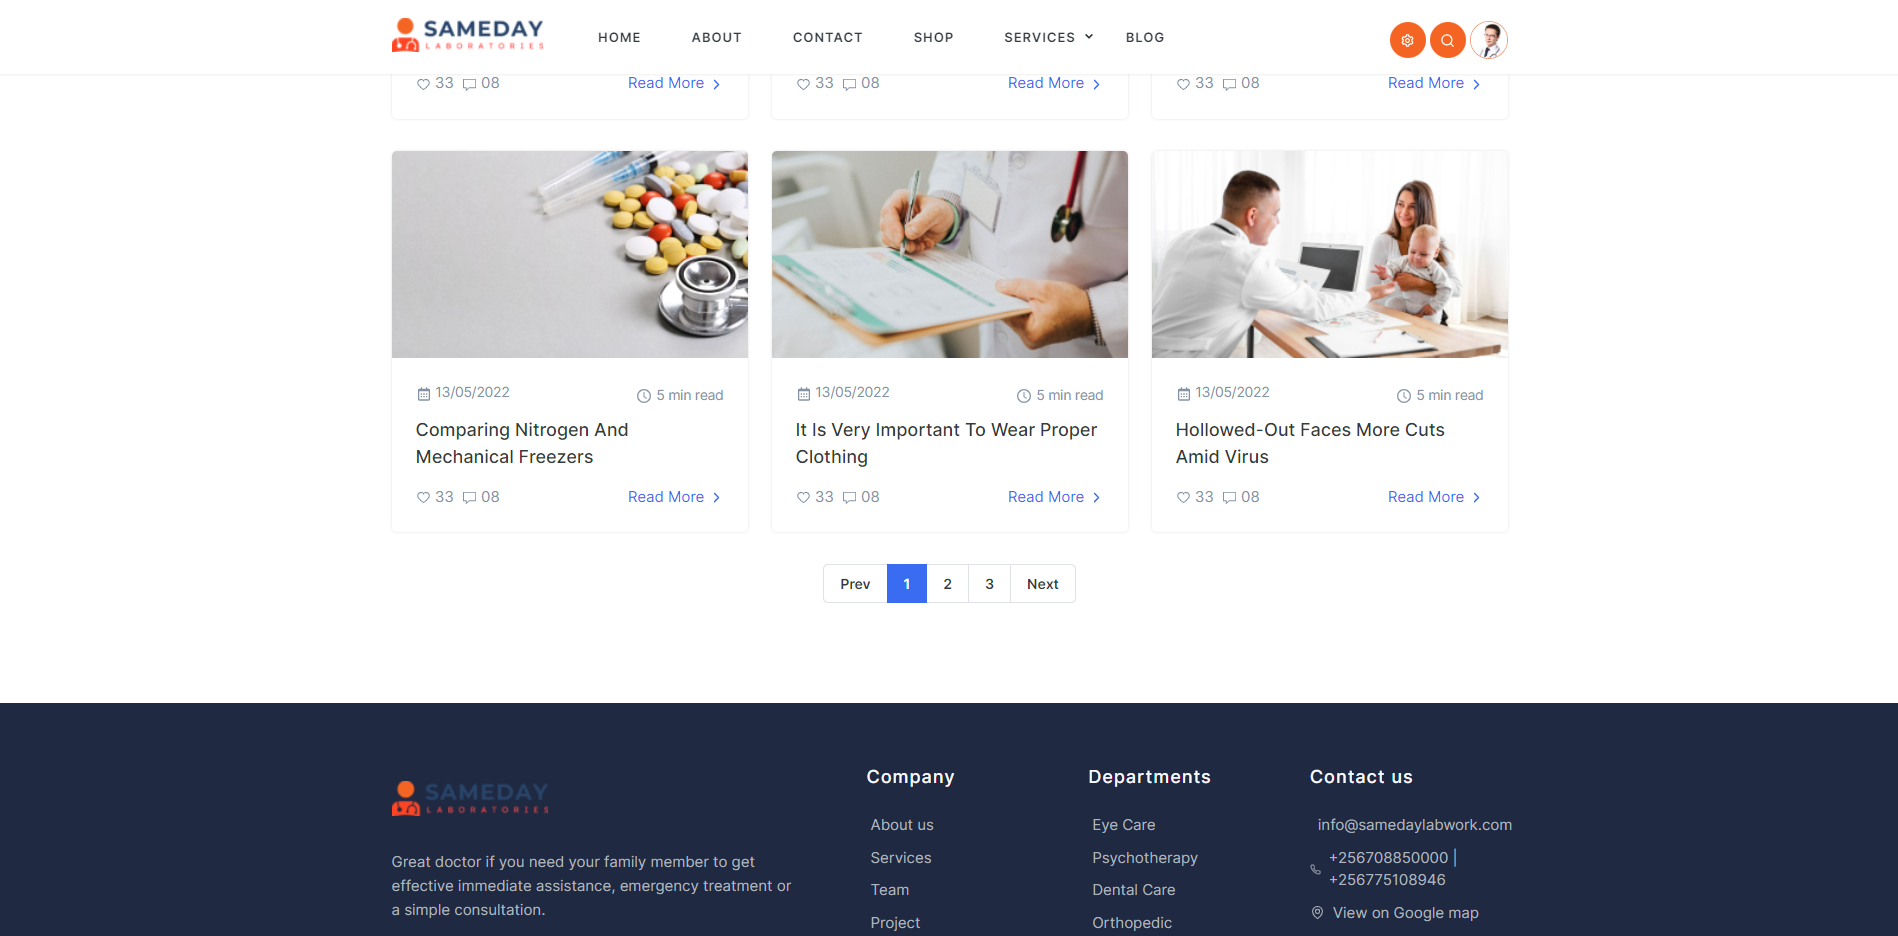 SAMEDAY
LABORATORIES
HOME ABOUT CONTACT SHOP SERVICES BLOG
33 08 Read More
33 08 Read More
33 08 Read More
13/05/2022 5 min read
Comparing Nitrogen And
Mechanical Freezers
33 08 Read More
13/05/2022 5 min read
It Is Very Important To Wear Proper
Clothing
33 08 Read More
13/05/2022 5 min read
Hollowed-Out Faces More Cuts
Amid Virus
33 08 Read More
Prev 1 2 3 Next
SAMEDAY
LABORATORIES
Great doctor if you need your family member to get
effective immediate assistance, emergency treatment or
a simple consultation.
Company
About us
Services
Team
Project
Departments
Eye Care
Psychotherapy
Dental Care
Orthopedic
Contact us
info@samedaylabwork.com
+256708850000 |
+256775108946
View on Google map